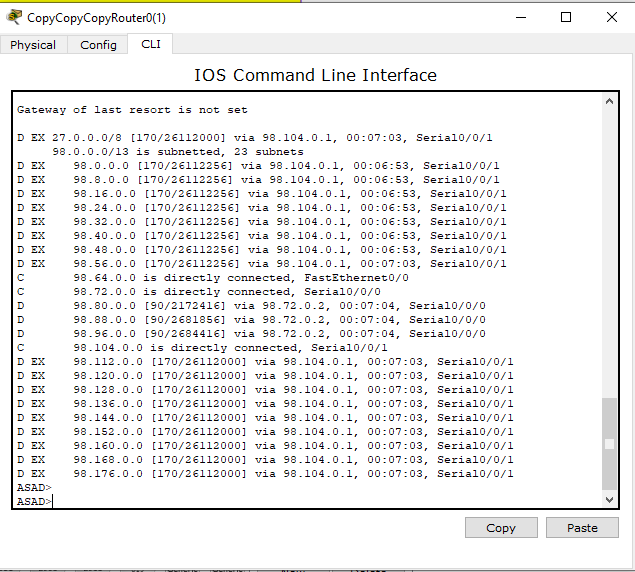 CopyCopyCopyRouter0(1)
Physical Config CLI
IOS Command Line Interface
Gateway of last resort is not set
D EX 27.0.0.0/8 [170/26112000] via 98.104.0.1, 00:07:03, Serial0/0/1
     98.0.0.0/13 is subnetted, 23 subnets
D EX    98.0.0.0 [170/26112256] via 98.104.0.1, 00:06:53, Serial0/0/1
D EX    98.8.0.0 [170/26112256] via 98.104.0.1, 00:06:53, Serial0/0/1
D EX    98.16.0.0 [170/26112256] via 98.104.0.1, 00:06:53, Serial0/0/1
D EX    98.24.0.0 [170/26112256] via 98.104.0.1, 00:06:53, Serial0/0/1
D EX    98.32.0.0 [170/26112256] via 98.104.0.1, 00:06:53, Serial0/0/1
D EX    98.40.0.0 [170/26112256] via 98.104.0.1, 00:06:53, Serial0/0/1
D EX    98.48.0.0 [170/26112256] via 98.104.0.1, 00:06:53, Serial0/0/1
D EX    98.56.0.0 [170/26112256] via 98.104.0.1, 00:07:03, Serial0/0/1
C       98.64.0.0 is directly connected, FastEthernet0/0
C       98.72.0.0 is directly connected, Serial0/0/0
D       98.80.0.0 [90/2172416] via 98.72.0.2, 00:07:04, Serial0/0/0
D       98.88.0.0 [90/2681856] via 98.72.0.2, 00:07:04, Serial0/0/0
D       98.96.0.0 [90/2684416] via 98.72.0.2, 00:07:04, Serial0/0/0
C       98.104.0.0 is directly connected, Serial0/0/1
D EX    98.112.0.0 [170/26112000] via 98.104.0.1, 00:07:03, Serial0/0/1
D EX    98.120.0.0 [170/26112000] via 98.104.0.1, 00:07:03, Serial0/0/1
D EX    98.128.0.0 [170/26112000] via 98.104.0.1, 00:07:03, Serial0/0/1
D EX    98.136.0.0 [170/26112000] via 98.104.0.1, 00:07:03, Serial0/0/1
D EX    98.144.0.0 [170/26112000] via 98.104.0.1, 00:07:03, Serial0/0/1
D EX    98.152.0.0 [170/26112000] via 98.104.0.1, 00:07:03, Serial0/0/1
D EX    98.160.0.0 [170/26112000] via 98.104.0.1, 00:07:03, Serial0/0/1
D EX    98.168.0.0 [170/26112000] via 98.104.0.1, 00:07:03, Serial0/0/1
D EX    98.176.0.0 [170/26112000] via 98.104.0.1, 00:07:03, Serial0/0/1
ASAD>
ASAD>
Copy Paste